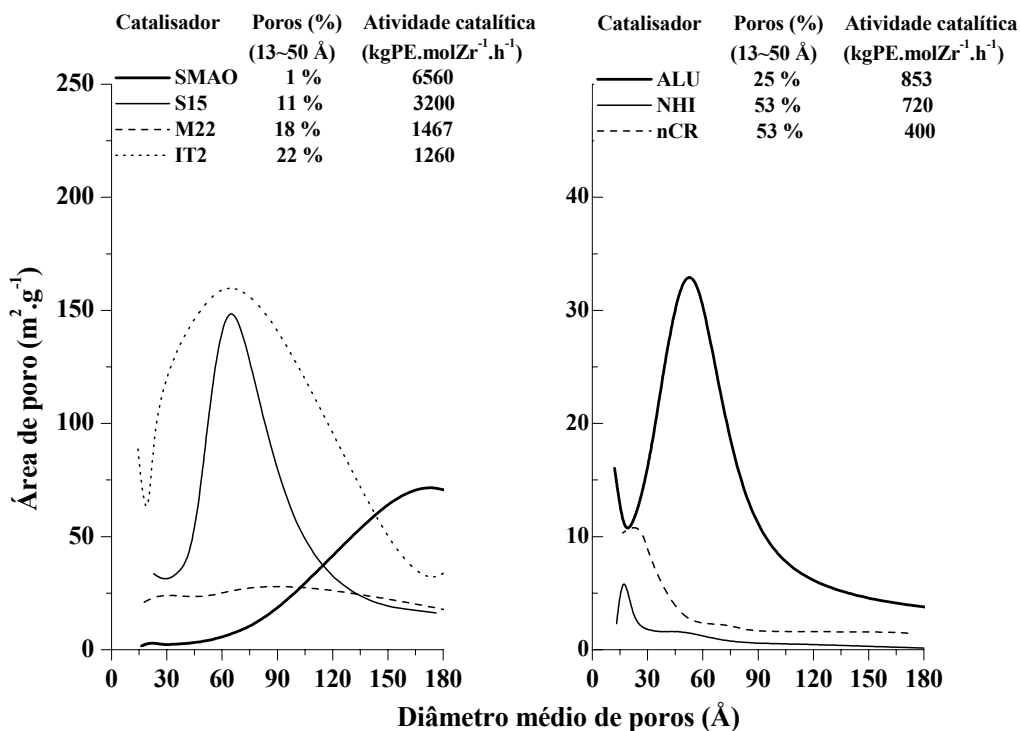 Catalisador Poros (%) Atividade catalítica
(13~50 Å) (kgPE.molZr⁻¹.h⁻¹)
SMAO 1 % 6560
S15 11 % 3200
M22 18 % 1467
IT2 22 % 1260
Catalisador Poros (%) Atividade catalítica
(13~50 Å) (kgPE.molZr⁻¹.h⁻¹)
ALU 25 % 853
NHI 53 % 720
nCR 53 % 400
Área de poro (m².g⁻¹)
250
200
150
100
50
0
0 30 60 90 120 150 180
40
30
20
10
0
0 30 60 90 120 150 180
Diâmetro médio de poros (Å)